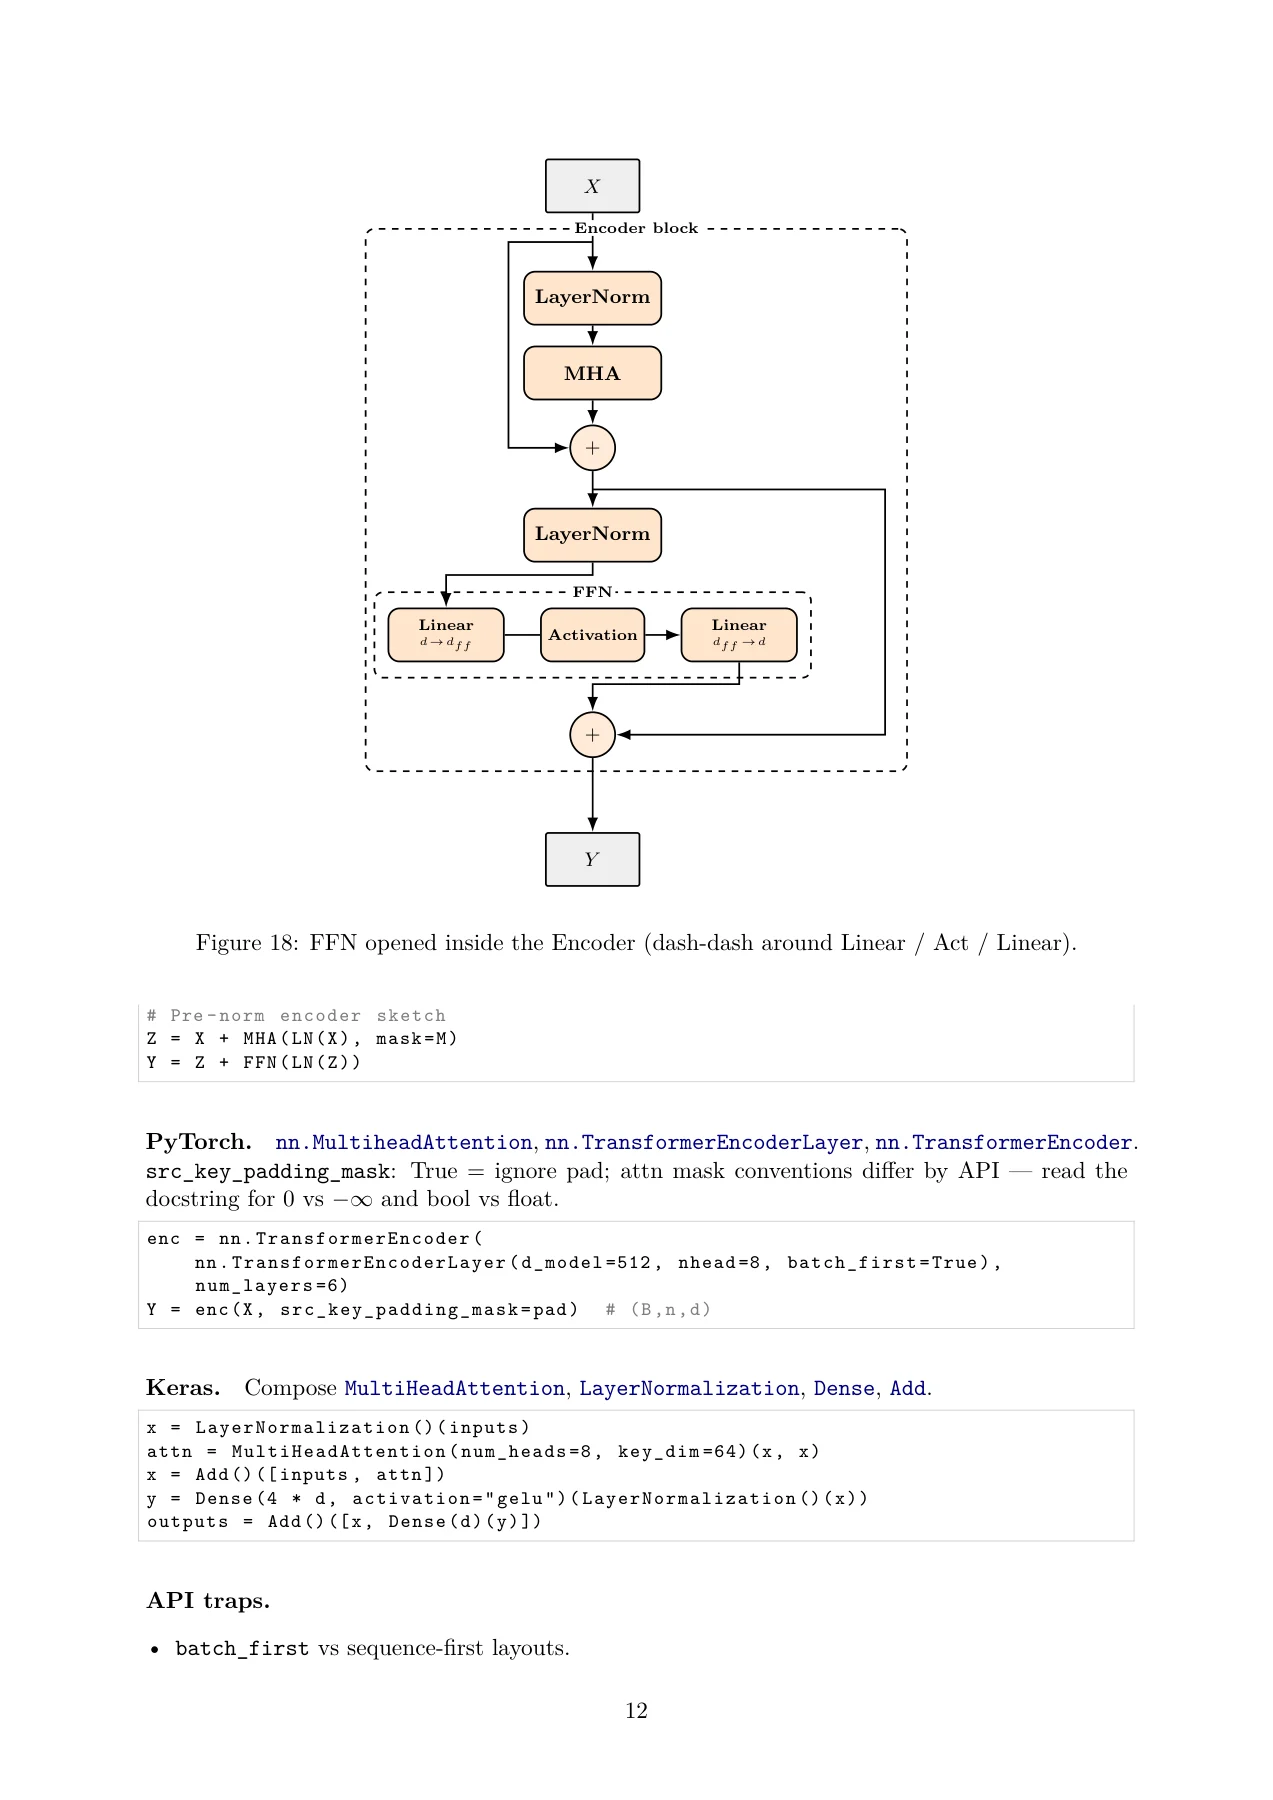 X
Encoder block
LayerNorm
MHA
+
LayerNorm
FFN
Linear
d → d_ff
Activation
Linear
d_ff → d
+
Y
Figure 18: FFN opened inside the Encoder (dash-dash around Linear / Act / Linear).
# Pre-norm encoder sketch
Z = X + MHA(LN(X), mask=M)
Y = Z + FFN(LN(Z))
PyTorch. nn.MultiheadAttention, nn.TransformerEncoderLayer, nn.TransformerEncoder.
src_key_padding_mask: True = ignore pad; attn mask conventions differ by API — read the
docstring for 0 vs −∞ and bool vs float.
enc = nn.TransformerEncoder(
    nn.TransformerEncoderLayer(d_model=512, nhead=8, batch_first=True),
    num_layers=6)
Y = enc(X, src_key_padding_mask=pad)  # (B,n,d)
Keras. Compose MultiHeadAttention, LayerNormalization, Dense, Add.
x = LayerNormalization()(inputs)
attn = MultiHeadAttention(num_heads=8, key_dim=64)(x, x)
x = Add()([inputs, attn])
y = Dense(4 * d, activation="gelu")(LayerNormalization()(x))
outputs = Add()([x, Dense(d)(y)])
API traps.
• batch_first vs sequence-first layouts.
12